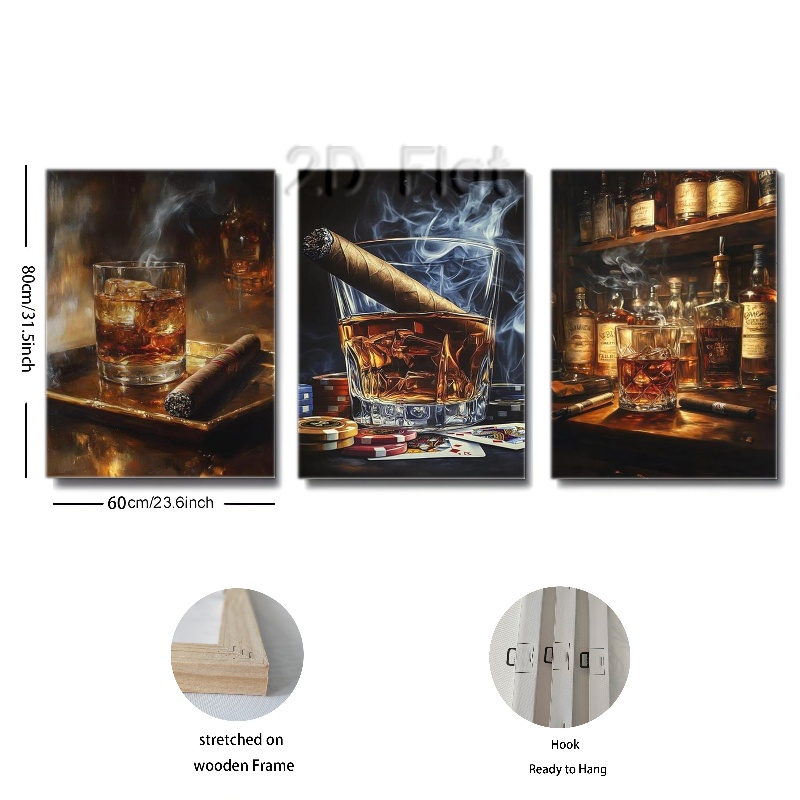 2D Flat
80cm/31.5inch
60cm/23.6inch
stretched on
wooden Frame
Hook
Ready to Hang